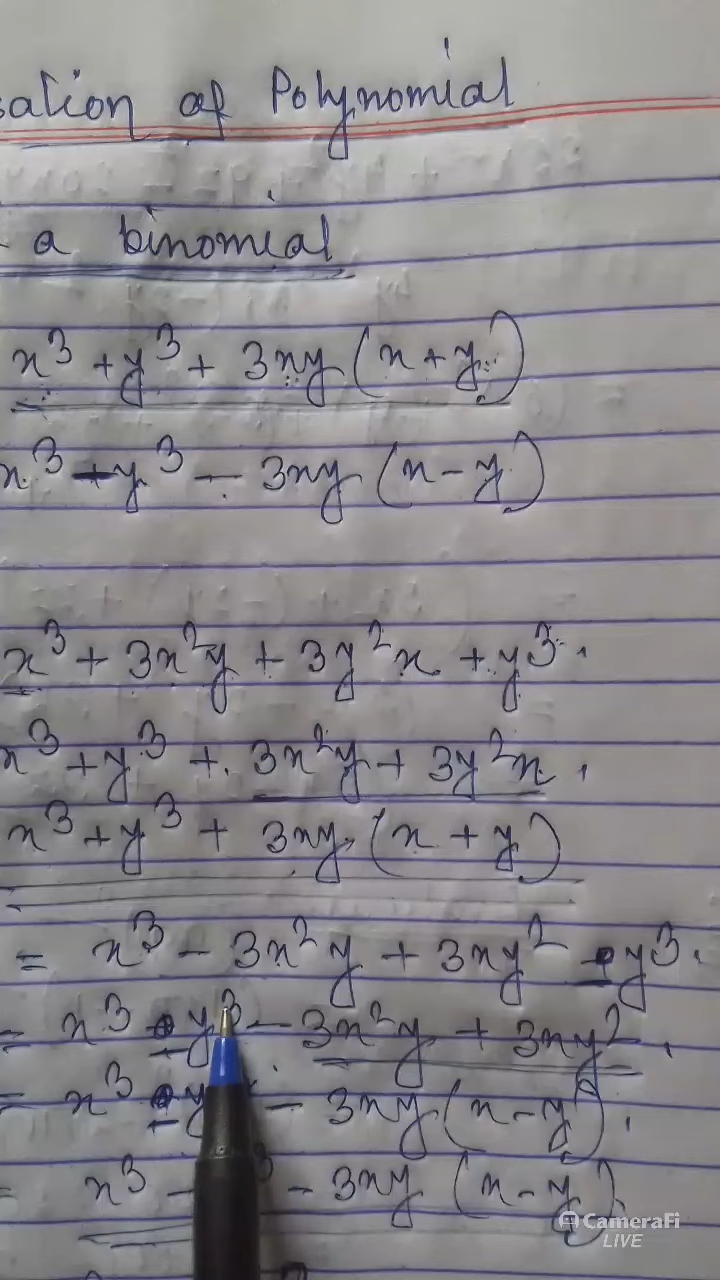 sation of Polynomial
a binomial
x³ + y³ + 3xy (x + y)
x³ - y³ - 3xy (x - y)
x³ + 3x²y + 3y²x + y³.
x³ + y³ + 3x²y + 3y²x.
x³ + y³ + 3xy (x + y)
= x³ - 3x²y + 3xy² - y³.
= x³ - y³ - 3x²y + 3xy².
= x³ - y - 3xy (x - y).
= x³ - ³ - 3xy (x - y).
CameraFi
LIVE